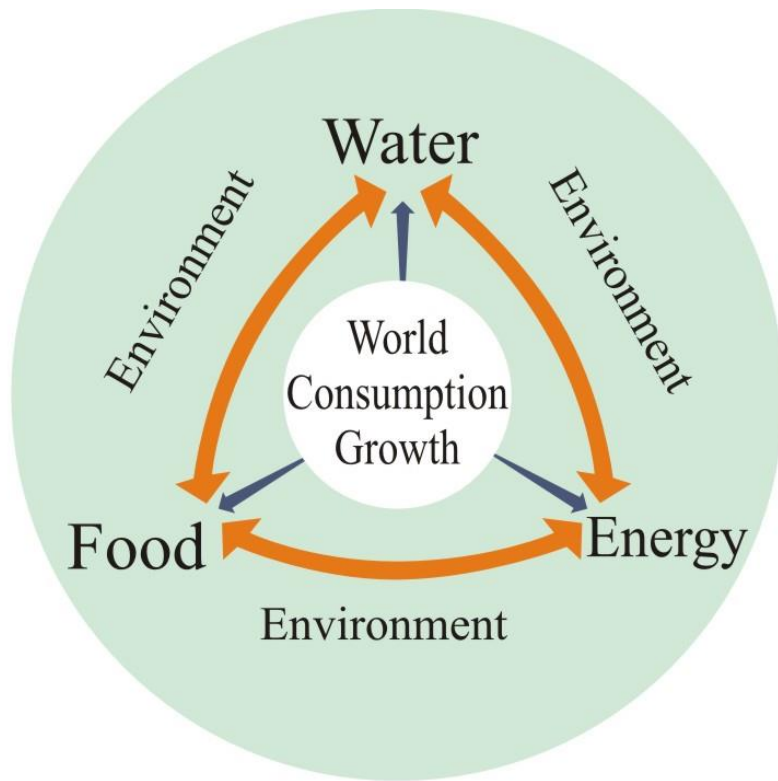 Water
Environment
Environment
World
Consumption
Growth
Food
Energy
Environment